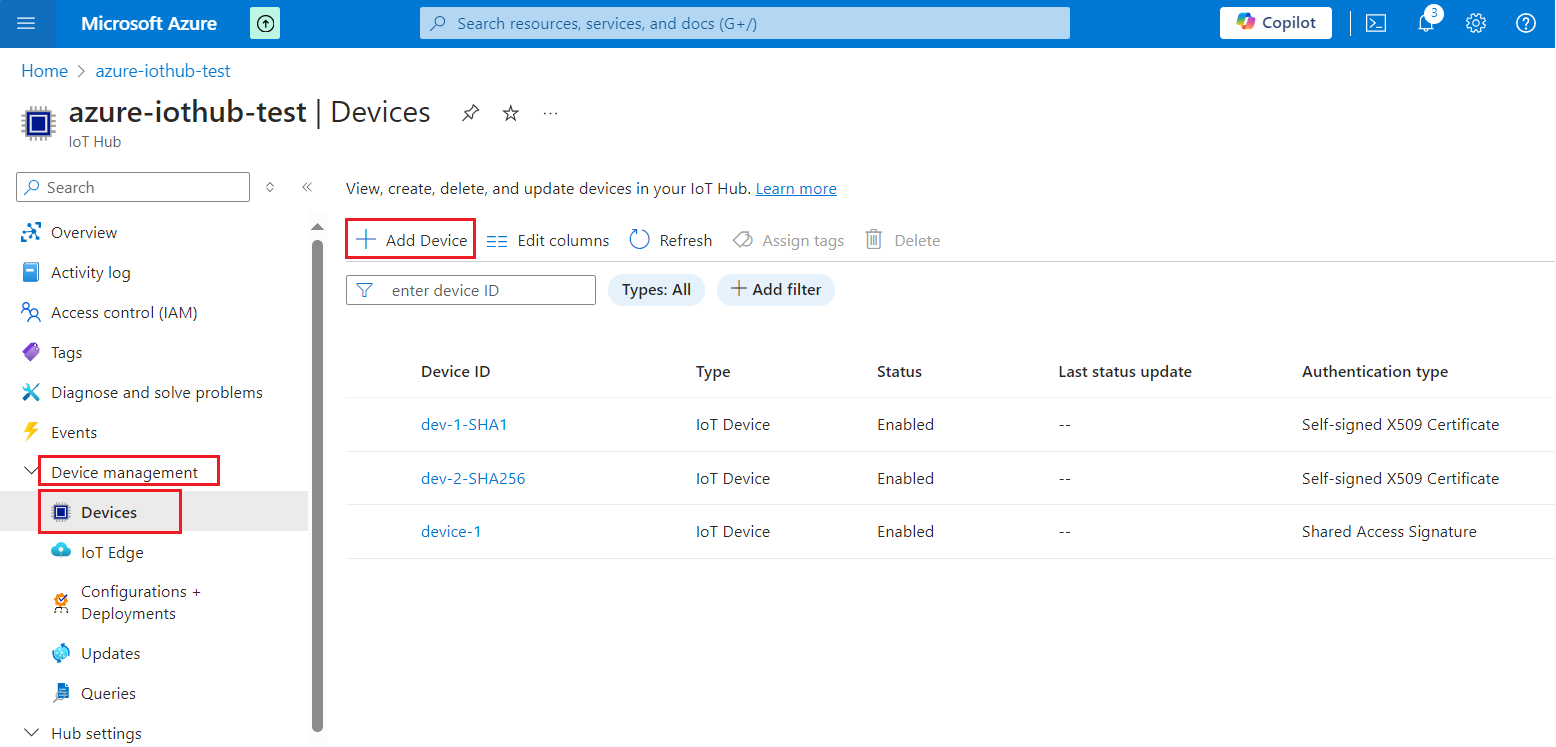 Microsoft Azure
Search resources, services, and docs (G+/)
Copilot
3
Home > azure-iothub-test
azure-iothub-test | Devices
IoT Hub
Search
View, create, delete, and update devices in your IoT Hub. Learn more
Add Device
Edit columns
Refresh
Assign tags
Delete
enter device ID
Types: All
Add filter
Overview
Activity log
Access control (IAM)
Tags
Diagnose and solve problems
Events
Device management
Devices
IoT Edge
Configurations +
Deployments
Updates
Queries
Hub settings
Device ID Type Status Last status update Authentication type
dev-1-SHA1 IoT Device Enabled -- Self-signed X509 Certificate
dev-2-SHA256 IoT Device Enabled -- Self-signed X509 Certificate
device-1 IoT Device Enabled -- Shared Access Signature